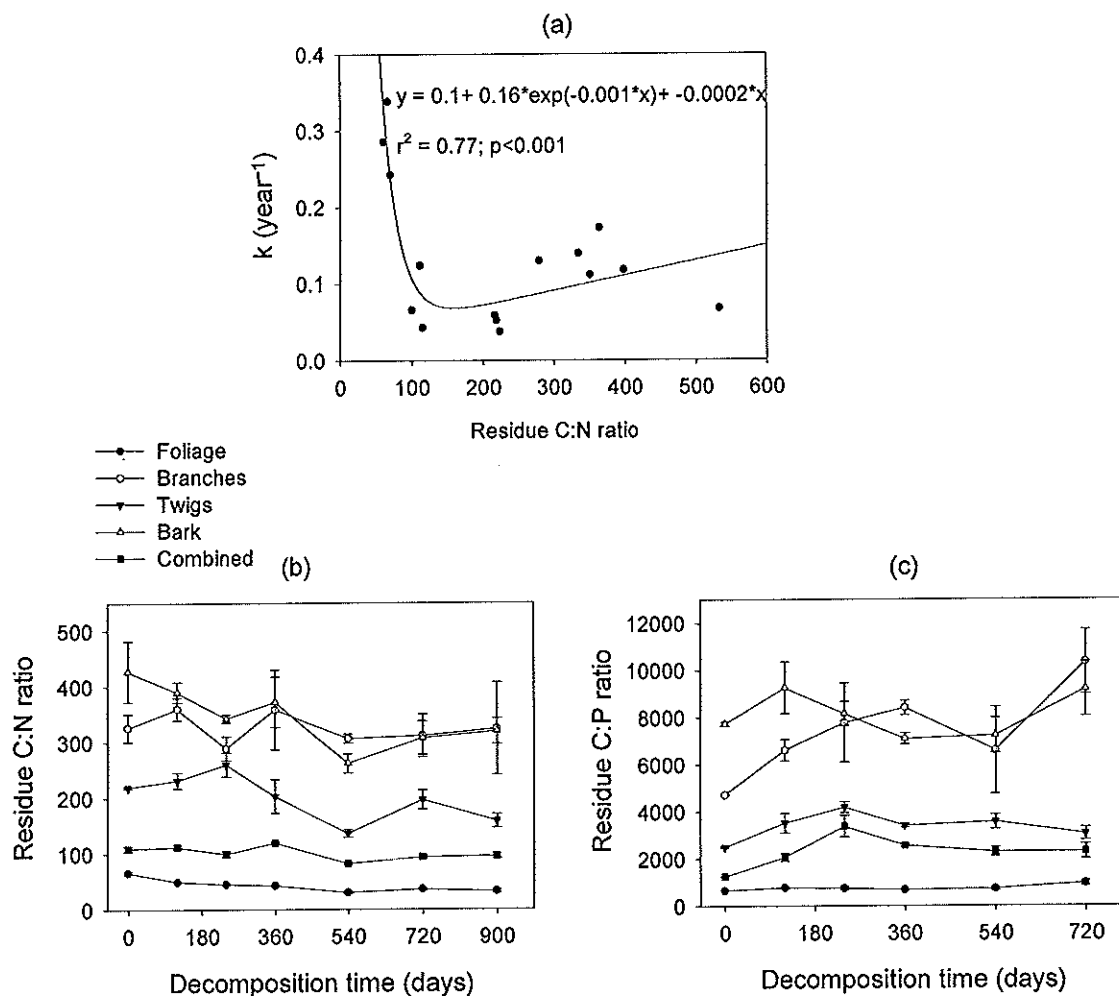 (a)
0.4
0.3
0.2
0.1
0.0
k (year⁻¹)
y = 0.1+ 0.16*exp(-0.001*x)+ -0.0002*x
r² = 0.77; p<0.001
0 100 200 300 400 500 600
Residue C:N ratio
Foliage
Branches
Twigs
Bark
Combined
(b)
500
400
300
200
100
0
Residue C:N ratio
0 180 360 540 720 900
Decomposition time (days)
(c)
12000
10000
8000
6000
4000
2000
0
Residue C:P ratio
0 180 360 540 720
Decomposition time (days)